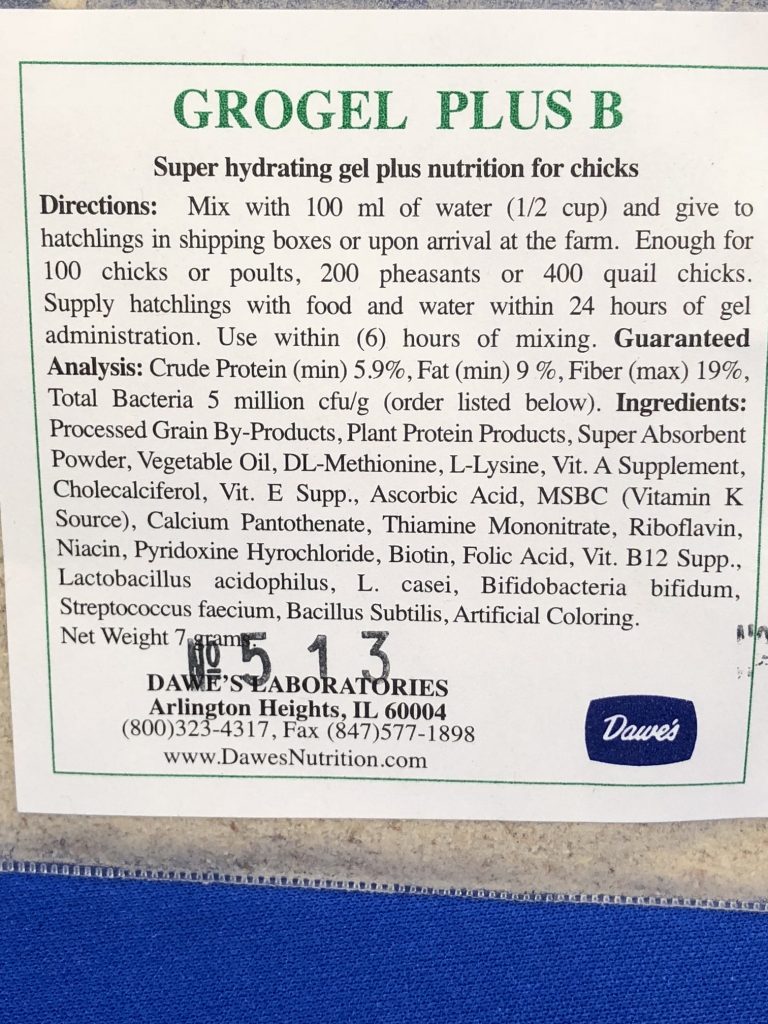 GROGEL PLUS B
Super hydrating gel plus nutrition for chicks
Directions: Mix with 100 ml of water (1/2 cup) and give to
hatchlings in shipping boxes or upon arrival at the farm. Enough for
100 chicks or poults, 200 pheasants or 400 quail chicks.
Supply hatchlings with food and water within 24 hours of gel
administration. Use within (6) hours of mixing. Guaranteed
Analysis: Crude Protein (min) 5.9%, Fat (min) 9 %, Fiber (max) 19%,
Total Bacteria 5 million cfu/g (order listed below). Ingredients:
Processed Grain By-Products, Plant Protein Products, Super Absorbent
Powder, Vegetable Oil, DL-Methionine, L-Lysine, Vit. A Supplement,
Cholecalciferol, Vit. E Supp., Ascorbic Acid, MSBC (Vitamin K
Source), Calcium Pantothenate, Thiamine Mononitrate, Riboflavin,
Niacin, Pyridoxine Hyrochloride, Biotin, Folic Acid, Vit. B12 Supp.,
Lactobacillus acidophilus, L. casei, Bifidobacteria bifidum,
Streptococcus faecium, Bacillus Subtilis, Artificial Coloring.
Net Weight 7 grams.
№ 5 1 3
DAWE'S LABORATORIES
Arlington Heights, IL 60004
(800)323-4317, Fax (847)577-1898
www.DawesNutrition.com
Dawe's